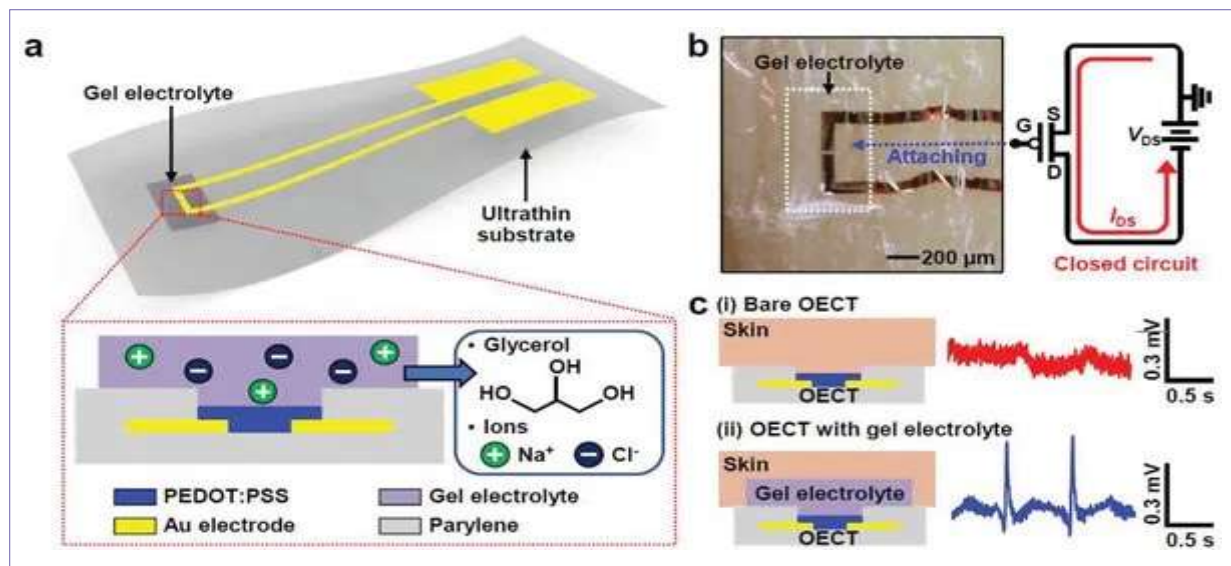 a
Gel electrolyte
Ultrathin
substrate
• Glycerol
OH
HO
OH
• Ions
+ Na⁺ − Cl⁻
+ − − − +
+
PEDOT:PSS
Gel electrolyte
Au electrode
Parylene
b
Gel electrolyte
Attaching
200 µm
G
S
D
V_DS
I_DS
Closed circuit
c (i) Bare OECT
Skin
OECT
0.3 mV
0.5 s
(ii) OECT with gel electrolyte
Skin
Gel electrolyte
OECT
0.3 mV
0.5 s